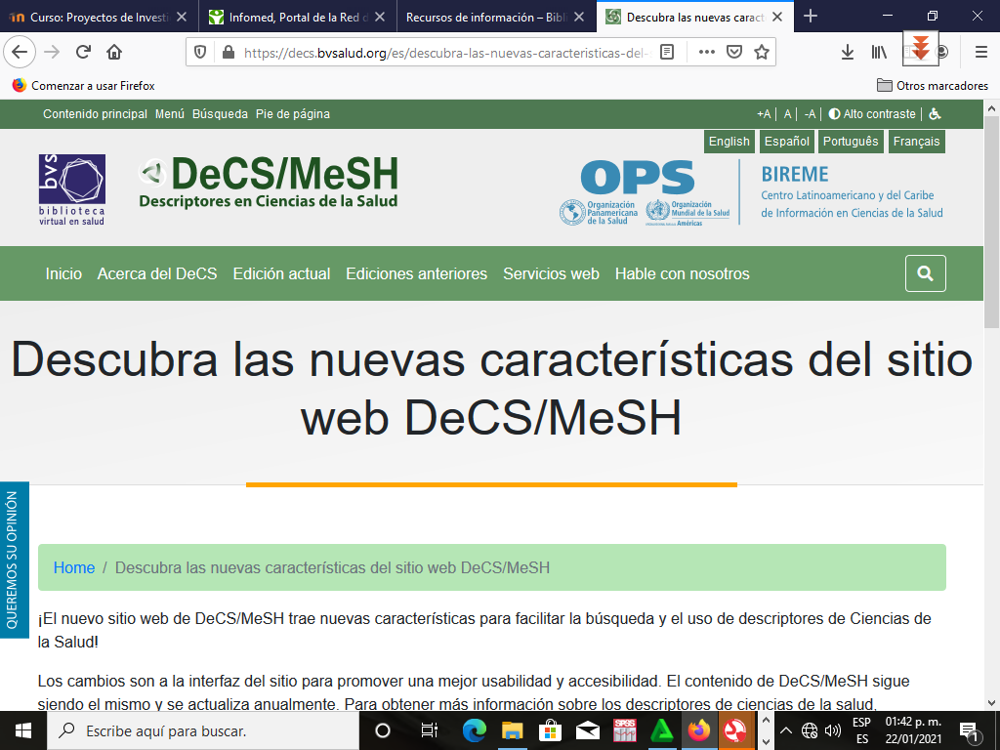 Curso: Proyectos de Investi
Infomed, Portal de la Red d
Recursos de información – Bibl
Descubra las nuevas caract
https://decs.bvsalud.org/es/descubra-las-nuevas-caracteristicas-del-
Comenzar a usar Firefox
Otros marcadores
Contenido principal Menú Búsqueda Pie de página
+A | A | -A | Alto contraste |
English Español Português Français
bvs
biblioteca
virtual en salud
DeCS/MeSH
Descriptores en Ciencias de la Salud
OPS
Organización
Panamericana
de la Salud
Organización
Mundial de la Salud
Américas
BIREME
Centro Latinoamericano y del Caribe
de Información en Ciencias de la Salud
Inicio Acerca del DeCS Edición actual Ediciones anteriores Servicios web Hable con nosotros
Descubra las nuevas características del sitio
web DeCS/MeSH
QUEREMOS SU OPINIÓN
Home / Descubra las nuevas características del sitio web DeCS/MeSH
¡El nuevo sitio web de DeCS/MeSH trae nuevas características para facilitar la búsqueda y el uso de descriptores de Ciencias de
la Salud!
Los cambios son a la interfaz del sitio para promover una mejor usabilidad y accesibilidad. El contenido de DeCS/MeSH sigue
siendo el mismo y se actualiza anualmente. Para obtener más información sobre los descriptores de ciencias de la salud,
Escribe aquí para buscar.
SPSS
ESP
ES
01:42 p. m.
22/01/2021
1